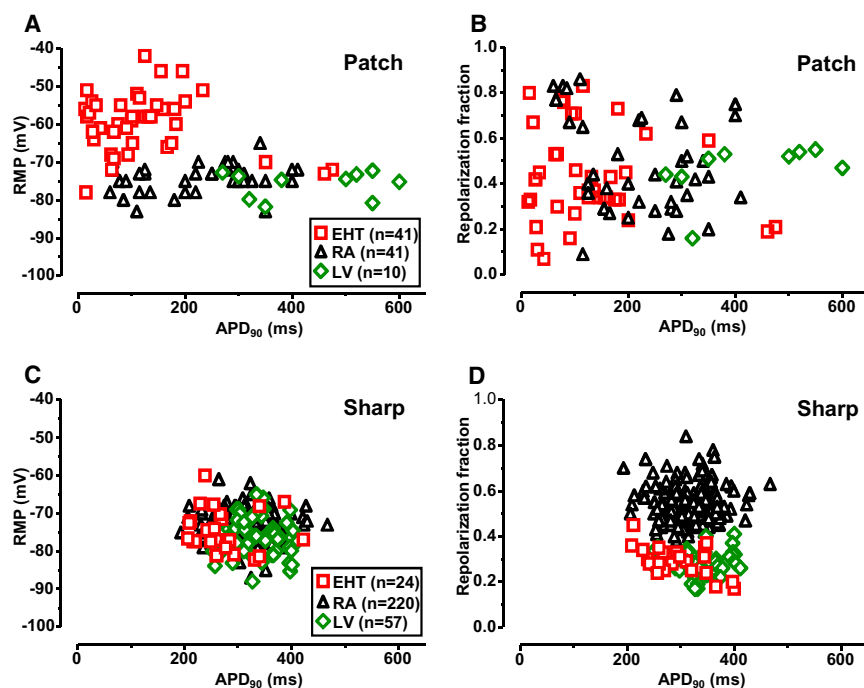 A
Patch
RMP (mV)
-40
-50
-60
-70
-80
-90
-100
EHT (n=41)
RA (n=41)
LV (n=10)
0
200
400
600
APD90 (ms)
B
Patch
Repolarization fraction
1.0
0.8
0.6
0.4
0.2
0.0
0
200
400
600
APD90 (ms)
C
Sharp
RMP (mV)
-40
-50
-60
-70
-80
-90
-100
EHT (n=24)
RA (n=220)
LV (n=57)
0
200
400
600
APD90 (ms)
D
Sharp
Repolarization fraction
1.0
0.8
0.6
0.4
0.2
0.0
0
200
400
600
APD90 (ms)